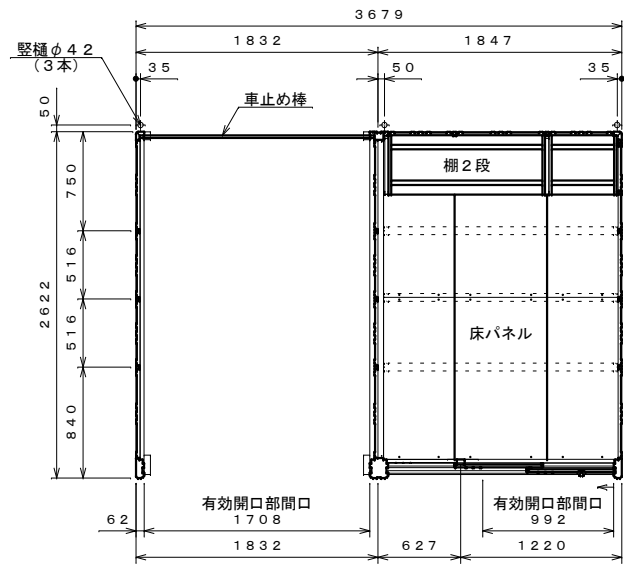 ３６７９
１８３２
１８４７
竪樋φ４２
（３本）
３５
５０
３５
５０
車止め棒
棚２段
７５０
５１６
２６２２
５１６
床パネル
８４０
有効開口部間口
有効開口部間口
６２
１７０８
９９２
１８３２
６２７
１２２０